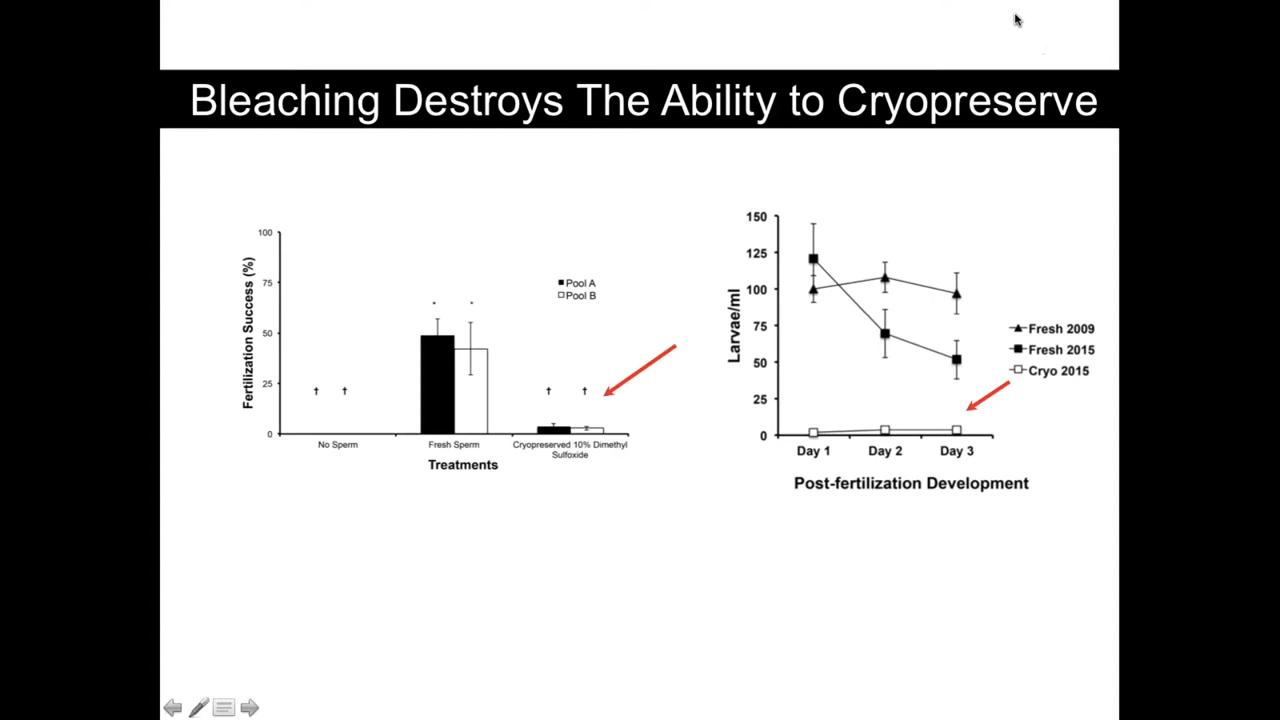 Bleaching Destroys The Ability to Cryopreserve
Fertilization Success (%)
100
75
50
25
0
* *
† †
† †
Pool A
Pool B
No Sperm
Fresh Sperm
Cryopreserved 10% Dimethyl
Sulfoxide
Treatments
Larvae/ml
150
125
100
75
50
25
0
Fresh 2009
Fresh 2015
Cryo 2015
Day 1
Day 2
Day 3
Post-fertilization Development